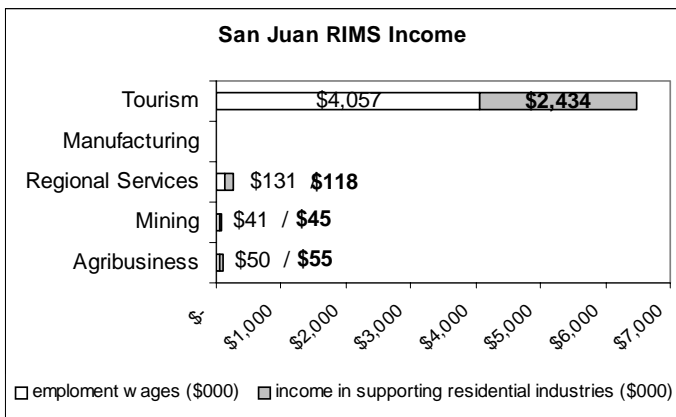 San Juan RIMS Income
Tourism $4,057 $2,434
Manufacturing
Regional Services $131 /$118
Mining $41 / $45
Agribusiness $50 / $55
$- $1,000 $2,000 $3,000 $4,000 $5,000 $6,000 $7,000
emploment wages ($000) income in supporting residential industries ($000)